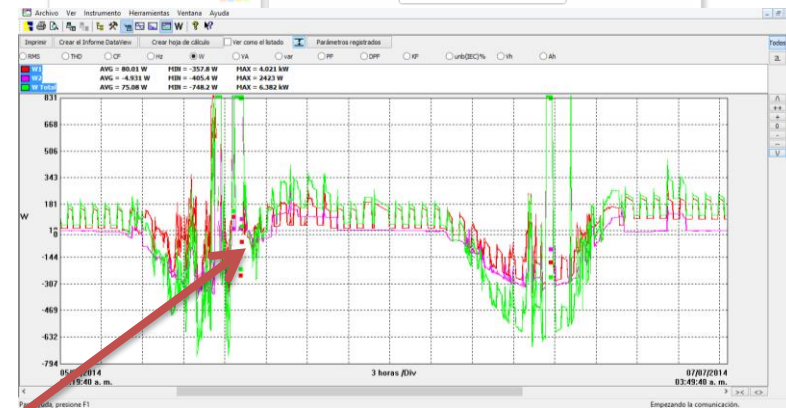 Archivo Ver Instrumento Herramientas Ventana Ayuda
Imprimir Crear el Informe DataView Crear hoja de cálculo Ver como el listado Parámetros registrados Todos
RMS THD CF Hz W VA var PF DPF KF unb(IEC)% Vh Ah 2L
W1 AVG = 80.01 W MIN = -357.8 W MAX = 4.021 kW
W2 AVG = -4.931 W MIN = -405.4 W MAX = 2423 W
W Total AVG = 75.08 W MIN = -748.2 W MAX = 6.382 kW
831
668
506
343
181
W
-144
-307
-469
-632
-794
3 horas /Div
07/07/2014
03:49:40 a. m.
presione F1
Empezando la comunicación.